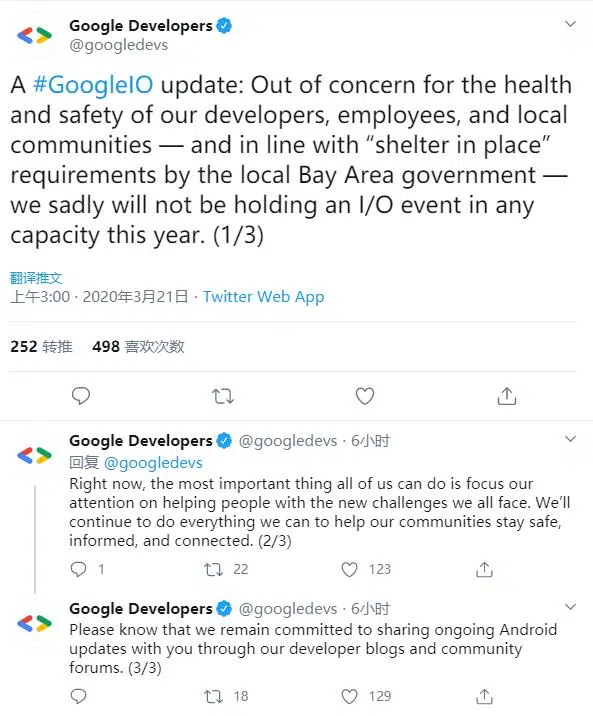 Google Developers
@googledevs
A #GoogleIO update: Out of concern for the health
and safety of our developers, employees, and local
communities — and in line with “shelter in place”
requirements by the local Bay Area government —
we sadly will not be holding an I/O event in any
capacity this year. (1/3)
翻译推文
上午3:00 · 2020年3月21日 · Twitter Web App
252 转推 498 喜欢次数
Google Developers @googledevs · 6小时
回复 @googledevs
Right now, the most important thing all of us can do is focus our
attention on helping people with the new challenges we all face. We’ll
continue to do everything we can to help our communities stay safe,
informed, and connected. (2/3)
1 22 123
Google Developers @googledevs · 6小时
Please know that we remain committed to sharing ongoing Android
updates with you through our developer blogs and community
forums. (3/3)
18 129